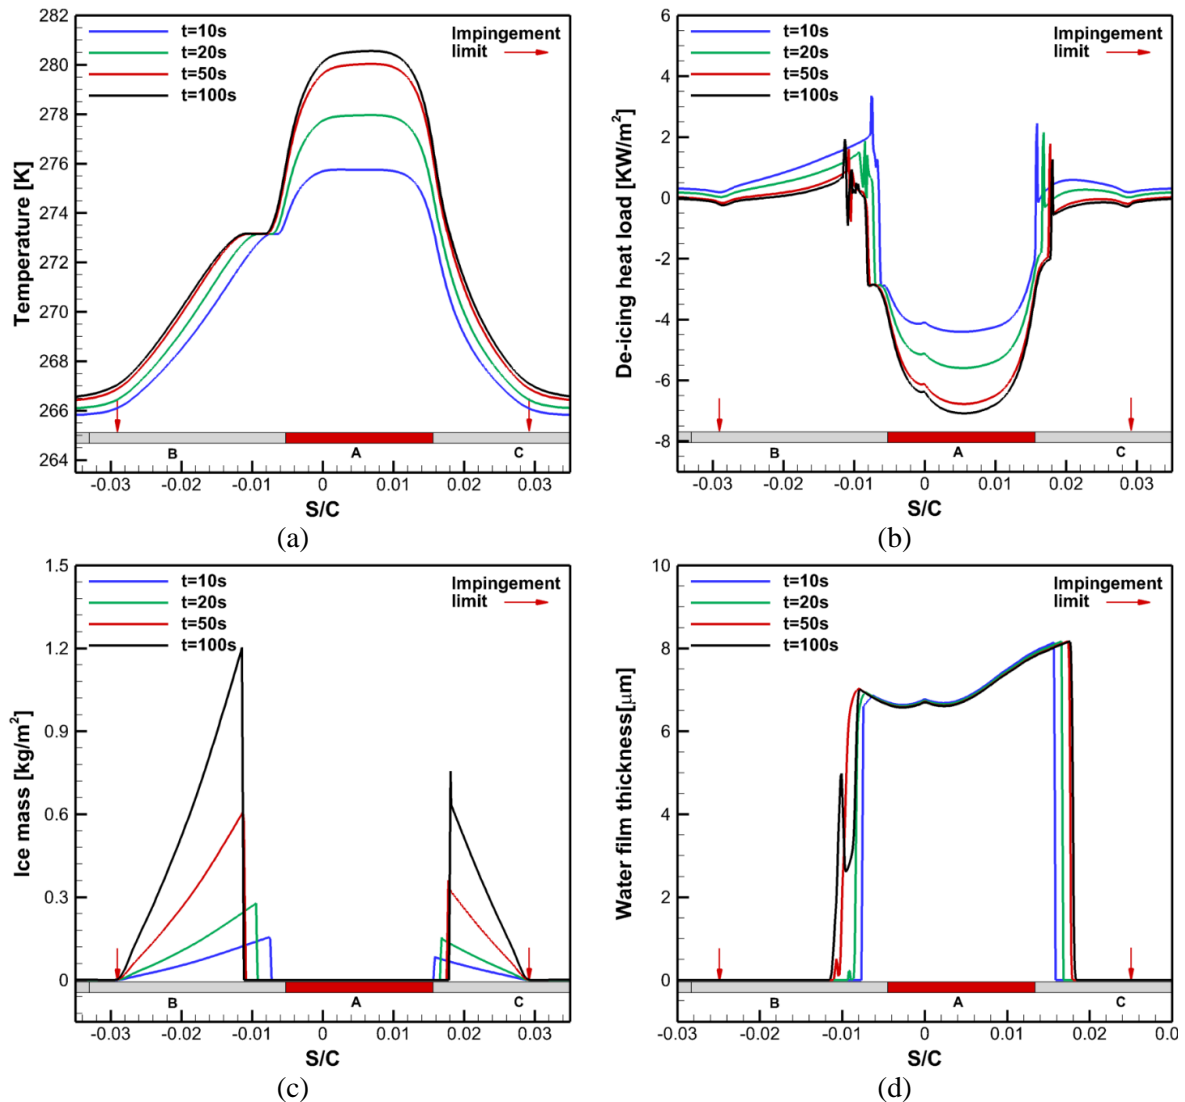 282
280
278
276
274
272
270
268
266
264
Temperature [K]
t=10s
t=20s
t=50s
t=100s
Impingement
limit
B
A
C
-0.03 -0.02 -0.01 0 0.01 0.02 0.03
S/C
(a)
6
4
2
0
-2
-4
-6
-8
De-icing heat load [KW/m²]
t=10s
t=20s
t=50s
t=100s
Impingement
limit
B
A
C
-0.03 -0.02 -0.01 0 0.01 0.02 0.03
S/C
(b)
1.5
1.2
0.9
0.6
0.3
0
Ice mass [kg/m²]
t=10s
t=20s
t=50s
t=100s
Impingement
limit
B
A
C
-0.03 -0.02 -0.01 0 0.01 0.02 0.03
S/C
(c)
10
8
6
4
2
0
Water film thickness[μm]
t=10s
t=20s
t=50s
t=100s
Impingement
limit
B
A
C
-0.03 -0.02 -0.01 0 0.01 0.02 0.0
S/C
(d)